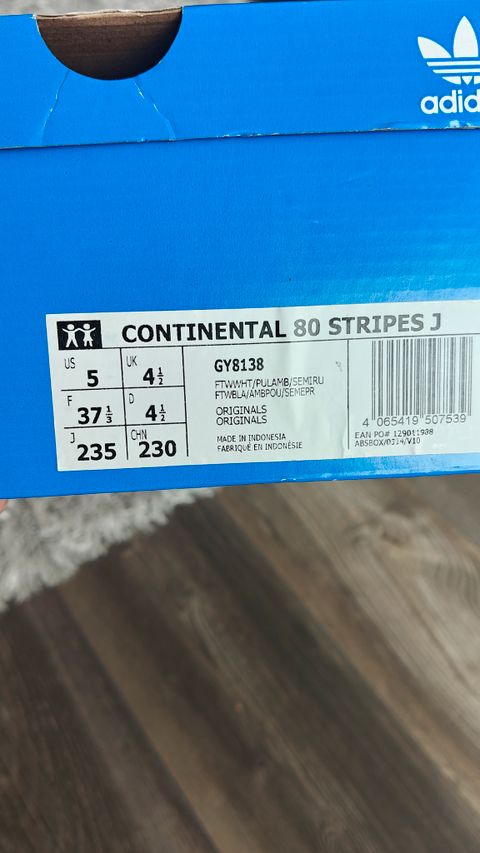 adid
CONTINENTAL 80 STRIPES J
US 5 UK 4½
F 37⅓ D 4½
J 235 CHN 230
GY8138
FTWWHT/PULAMB/SEMIRU
FTWBLA/AMBPOU/SEMEPR
ORIGINALS
ORIGINALS
MADE IN INDONESIA
FABRIQUÉ EN INDONÉSIE
4 065419 507539
EAN PO# 129011938
ABSBOX/0314/V10